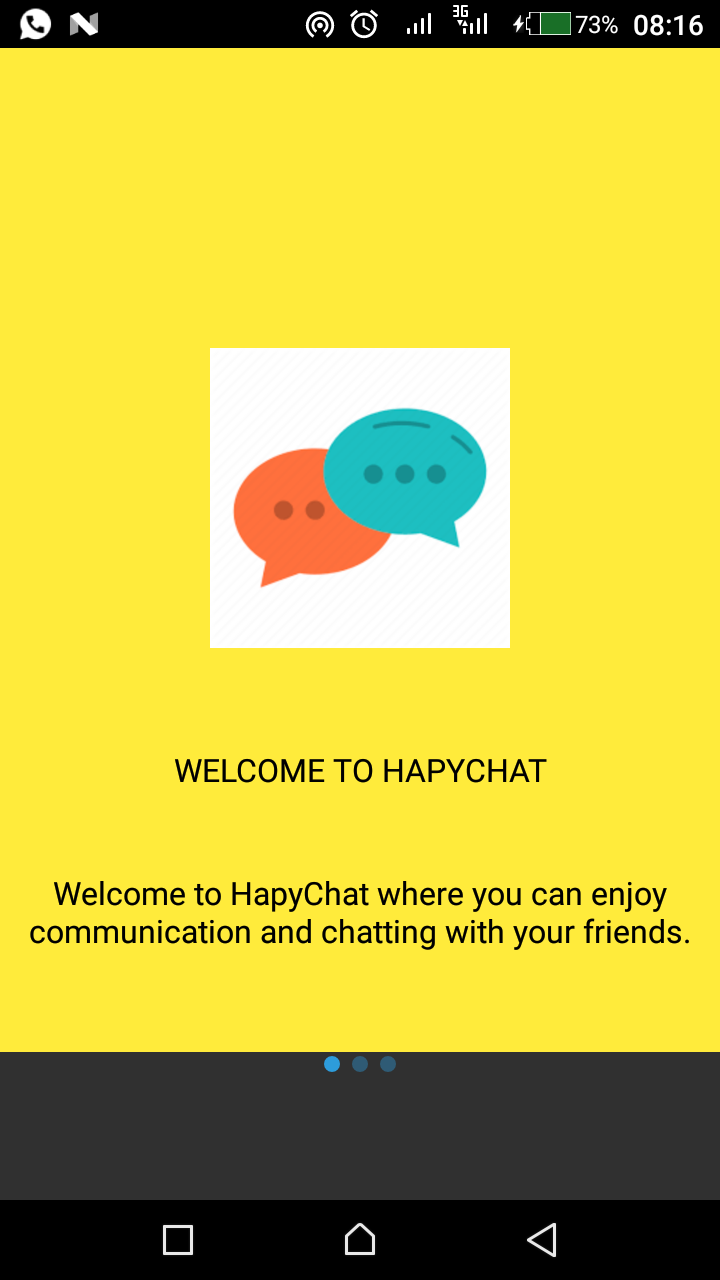 3G
73% 08:16
WELCOME TO HAPYCHAT
Welcome to HapyChat where you can enjoy
communication and chatting with your friends.